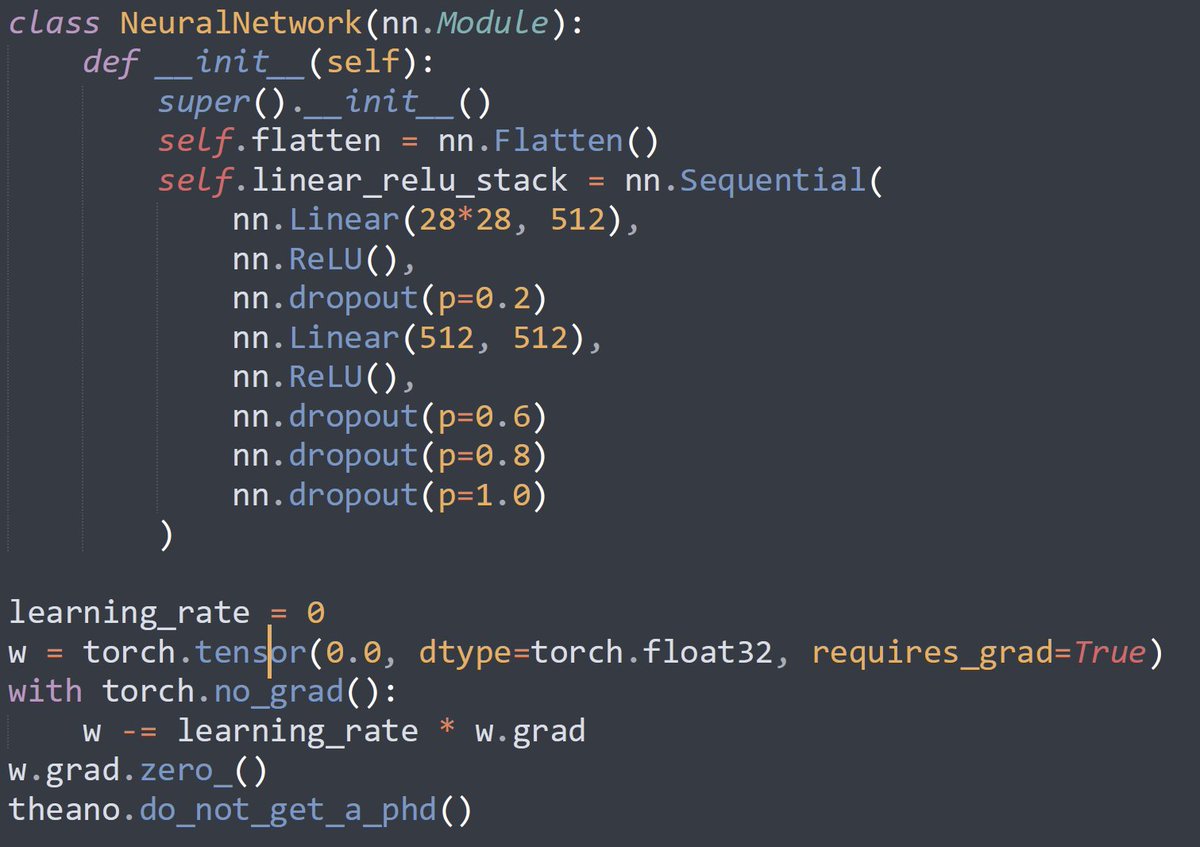 class NeuralNetwork(nn.Module):
    def __init__(self):
        super().__init__()
        self.flatten = nn.Flatten()
        self.linear_relu_stack = nn.Sequential(
            nn.Linear(28*28, 512),
            nn.ReLU(),
            nn.dropout(p=0.2)
            nn.Linear(512, 512),
            nn.ReLU(),
            nn.dropout(p=0.6)
            nn.dropout(p=0.8)
            nn.dropout(p=1.0)
        )
learning_rate = 0
w = torch.tensor(0.0, dtype=torch.float32, requires_grad=True)
with torch.no_grad():
    w -= learning_rate * w.grad
w.grad.zero_()
theano.do_not_get_a_phd()